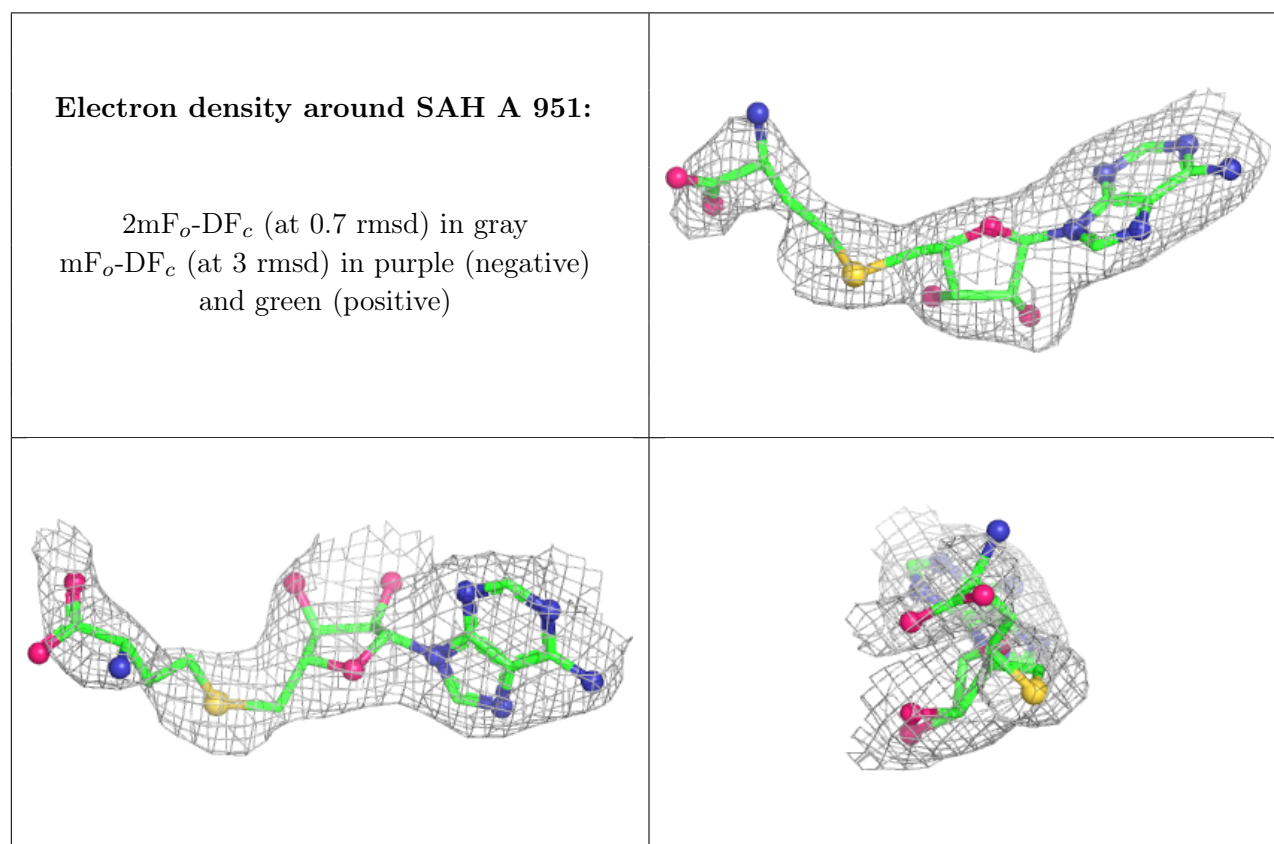 Electron density around SAH A 951:
2mFo-DFc (at 0.7 rmsd) in gray
mFo-DFc (at 3 rmsd) in purple (negative)
and green (positive)